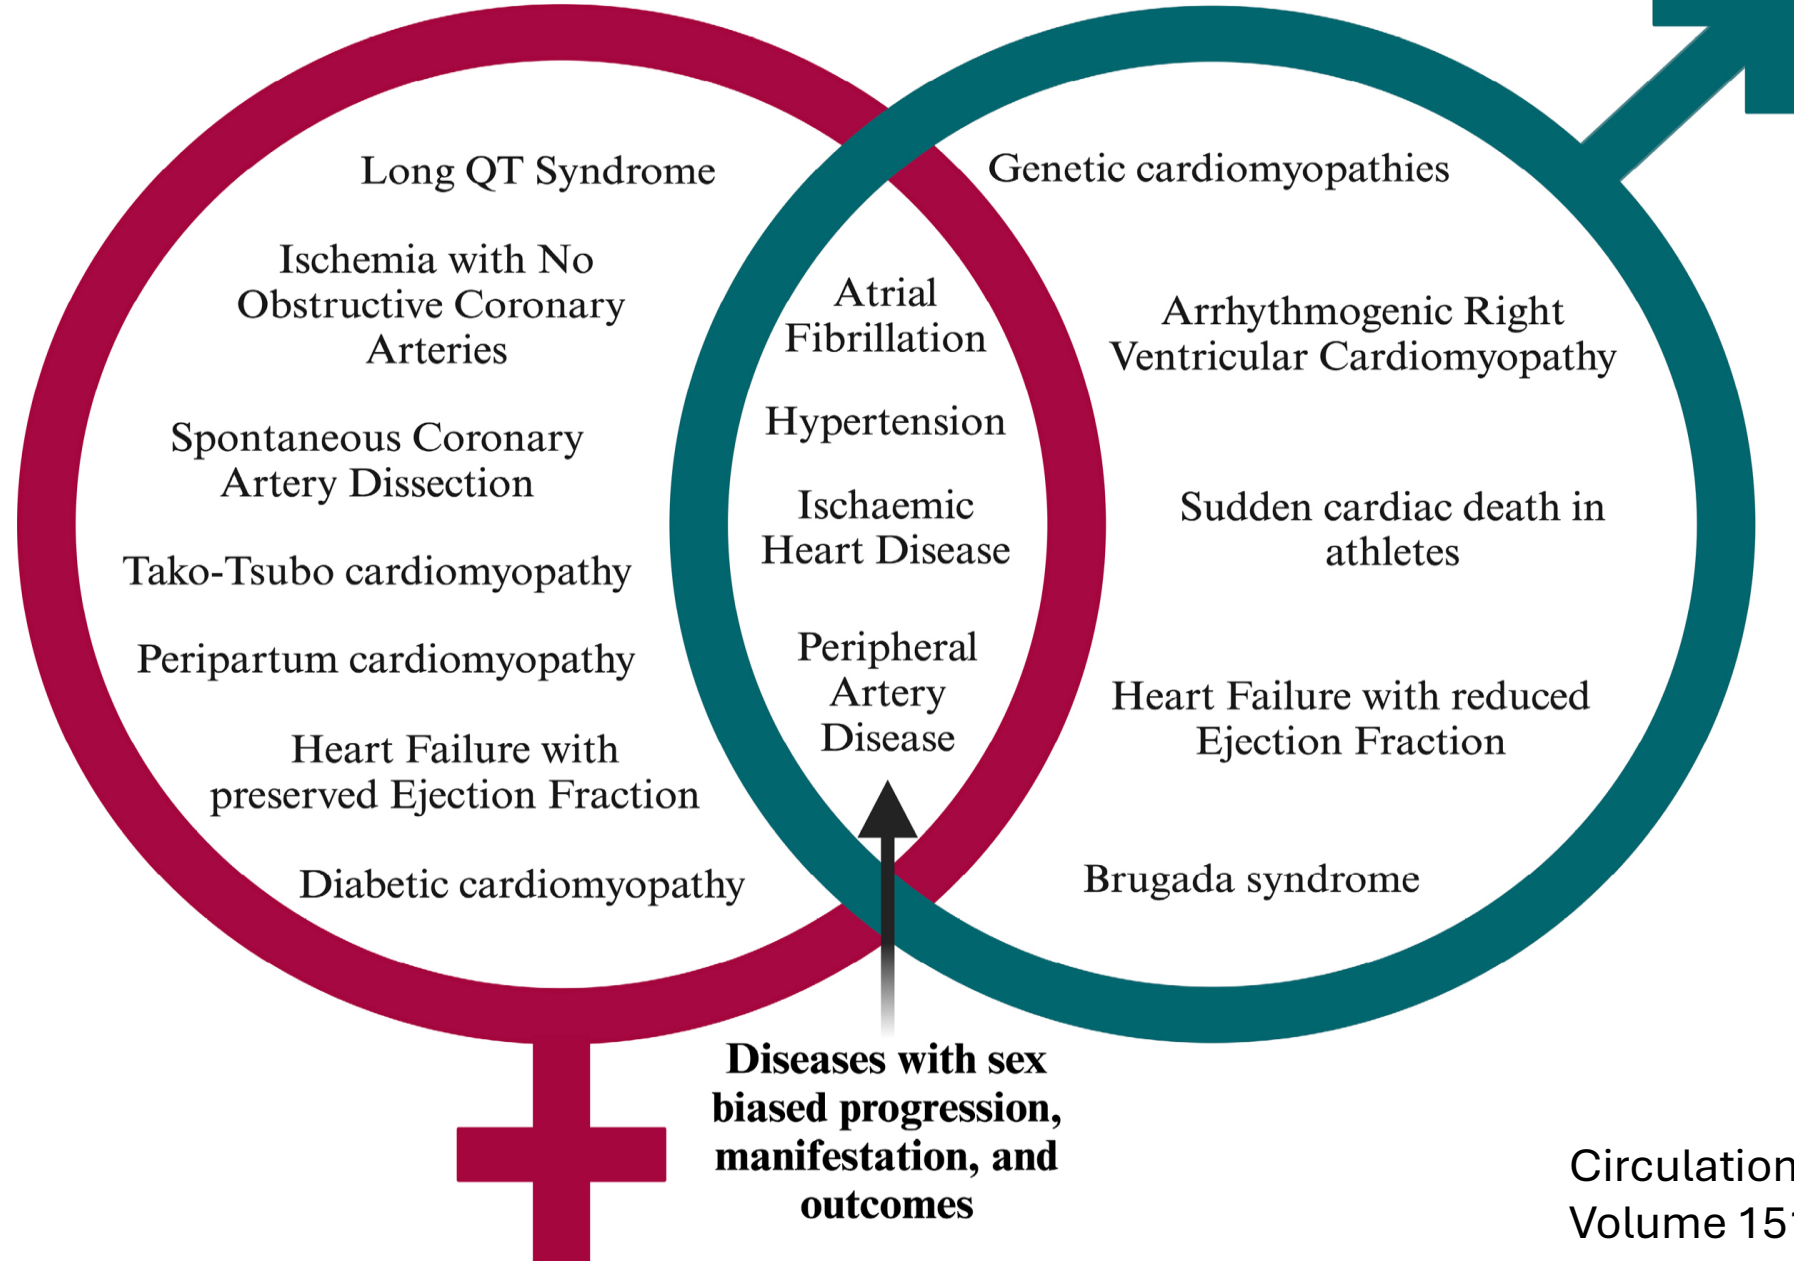 Long QT Syndrome
Ischemia with No
Obstructive Coronary
Arteries
Spontaneous Coronary
Artery Dissection
Tako-Tsubo cardiomyopathy
Peripartum cardiomyopathy
Heart Failure with
preserved Ejection Fraction
Diabetic cardiomyopathy
Atrial
Fibrillation
Hypertension
Ischaemic
Heart Disease
Peripheral
Artery
Disease
Genetic cardiomyopathies
Arrhythmogenic Right
Ventricular Cardiomyopathy
Sudden cardiac death in
athletes
Heart Failure with reduced
Ejection Fraction
Brugada syndrome
Diseases with sex
biased progression,
manifestation, and
outcomes
Circulation
Volume